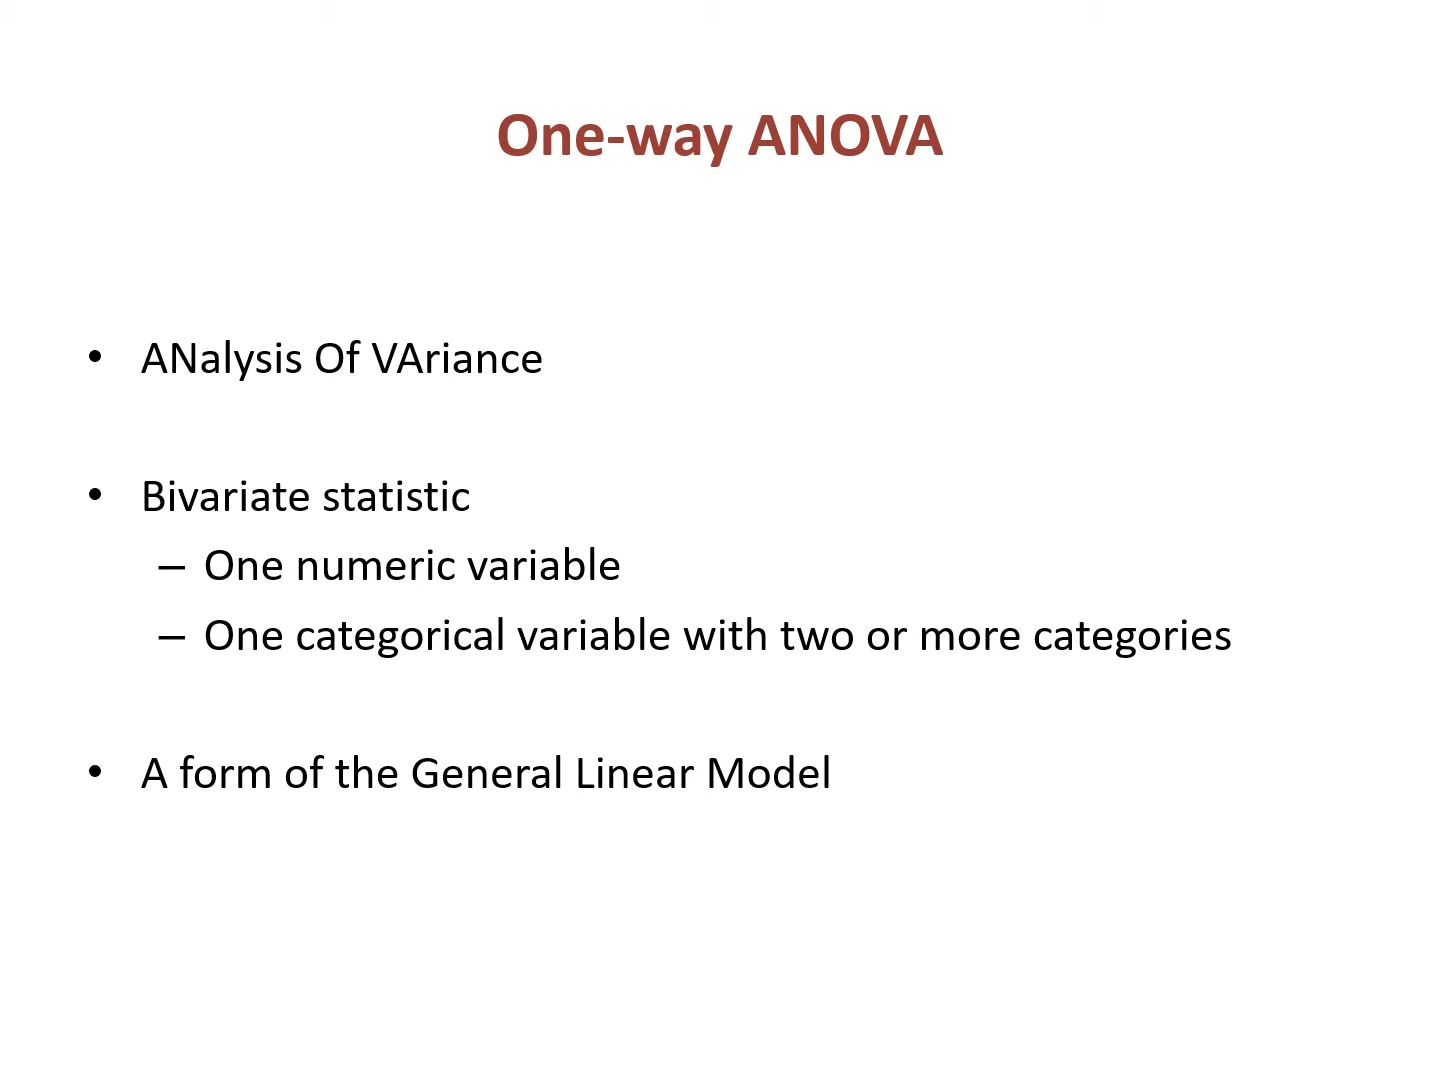 One-way ANOVA
• ANalysis Of VAriance
• Bivariate statistic
– One numeric variable
– One categorical variable with two or more categories
• A form of the General Linear Model